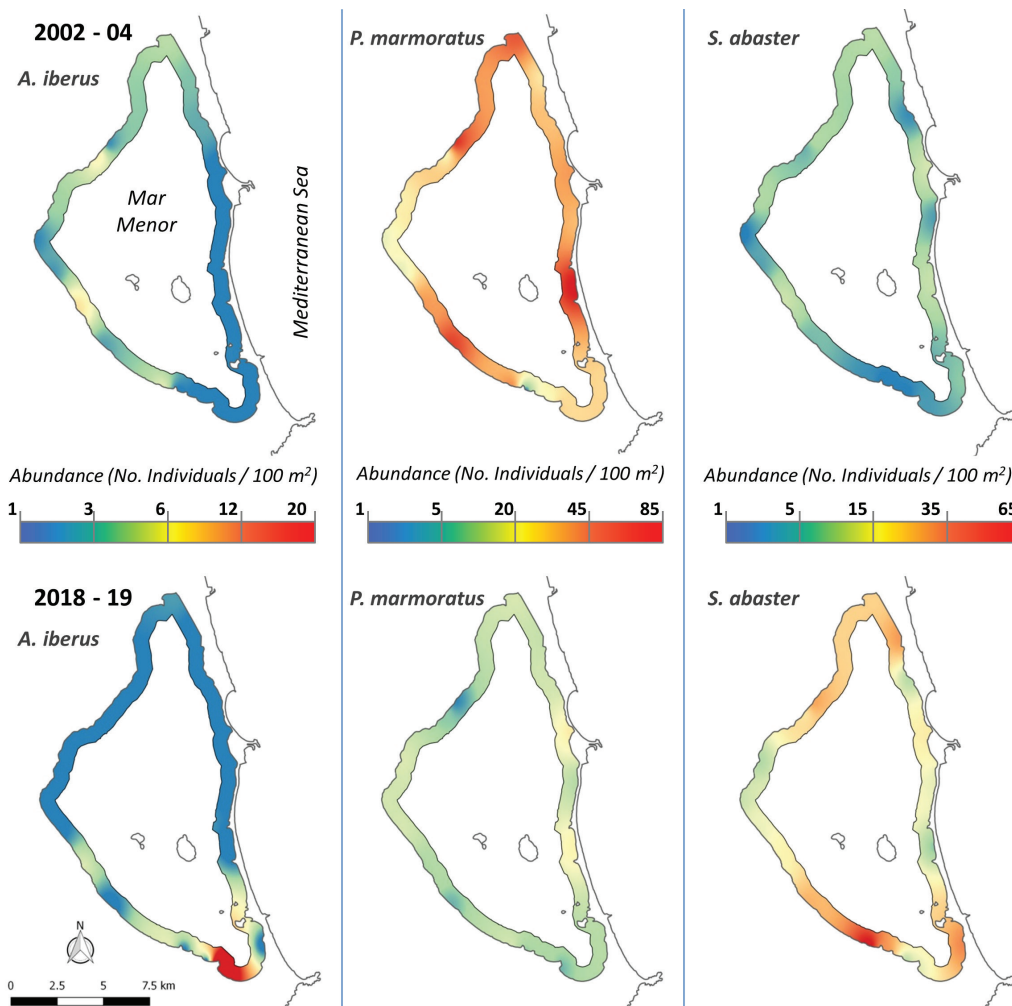 2002 - 04
A. iberus
P. marmoratus
S. abaster
Mar
Menor
Mediterranean Sea
Abundance (No. Individuals / 100 m²)
1 3 6 12 20
Abundance (No. Individuals / 100 m²)
1 5 20 45 85
Abundance (No. Individuals / 100 m²)
1 5 15 35 65
2018 - 19
A. iberus
P. marmoratus
S. abaster
N
0 2.5 5 7.5 km